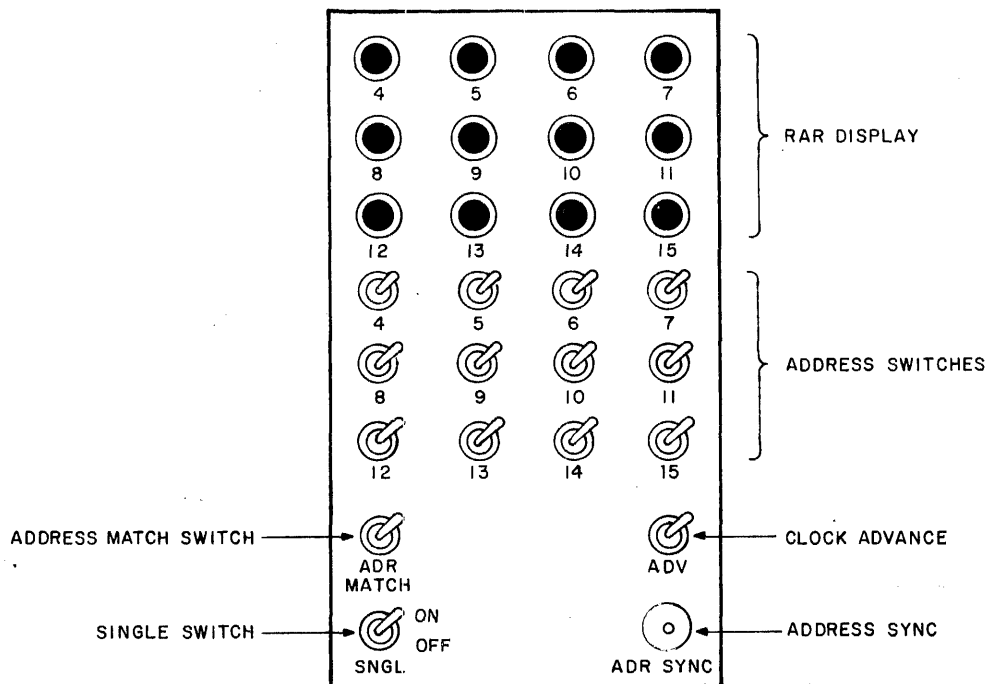 4 5 6 7
RAR DISPLAY
8 9 10 11
12 13 14 15
4 5 6 7
ADDRESS SWITCHES
8 9 10 11
12 13 14 15
ADDRESS MATCH SWITCH
CLOCK ADVANCE
ADR
MATCH
ADV
ON
SINGLE SWITCH
OFF
ADDRESS SYNC
SNGL.
ADR SYNC